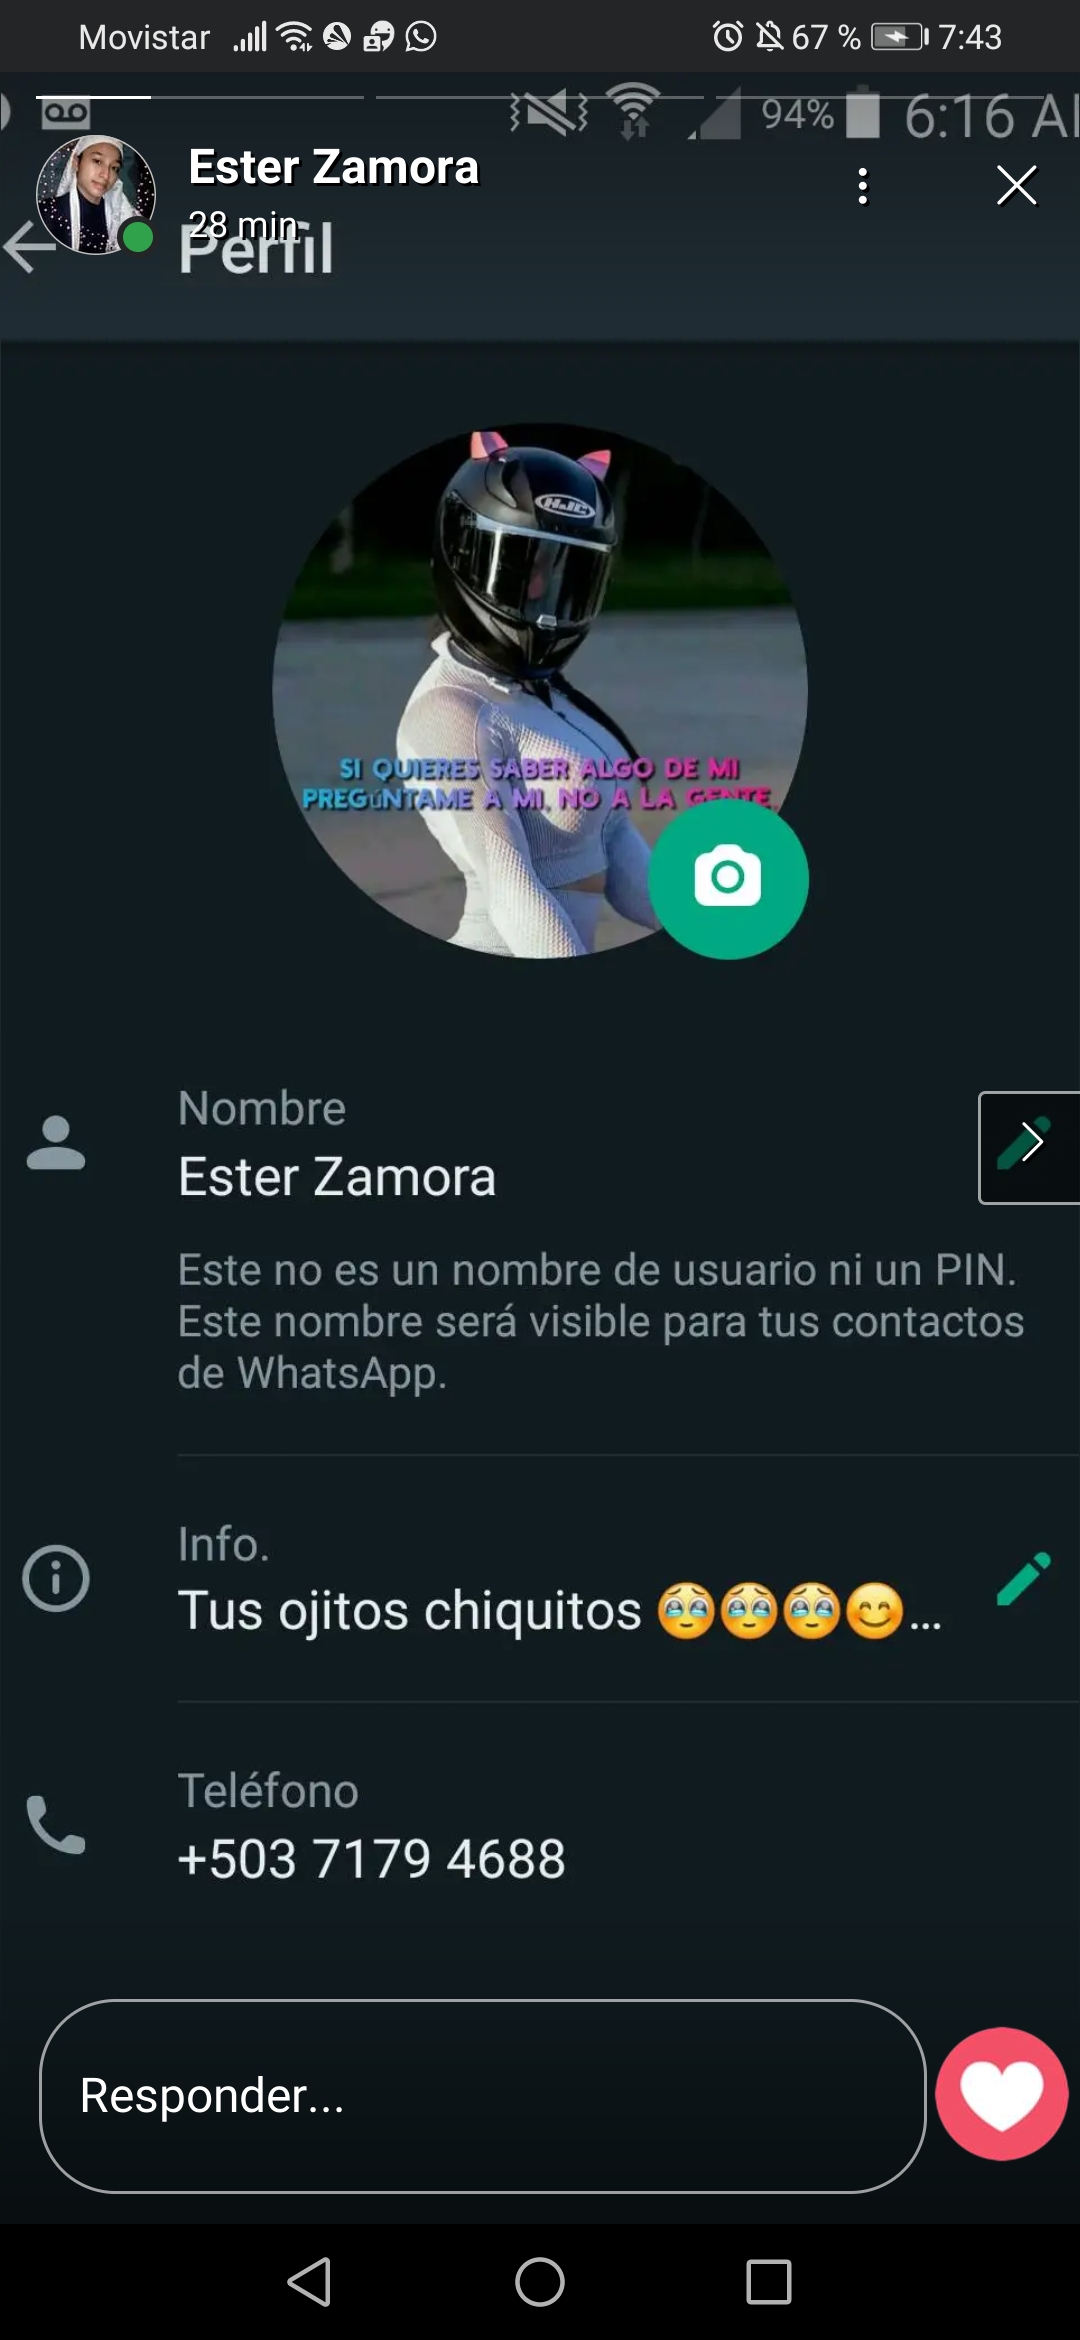 Movistar 67 % 7:43
94% 6:16 A
Ester Zamora
28 min
Perfil
HJC
SI QUIERES SABER ALGO DE MI
PREGúNTAME A MI, NO A LA GENTE.
Nombre
Ester Zamora
Este no es un nombre de usuario ni un PIN.
Este nombre será visible para tus contactos
de WhatsApp.
Info.
Tus ojitos chiquitos 🥹🥹🥹😊...
Teléfono
+503 7179 4688
Responder...